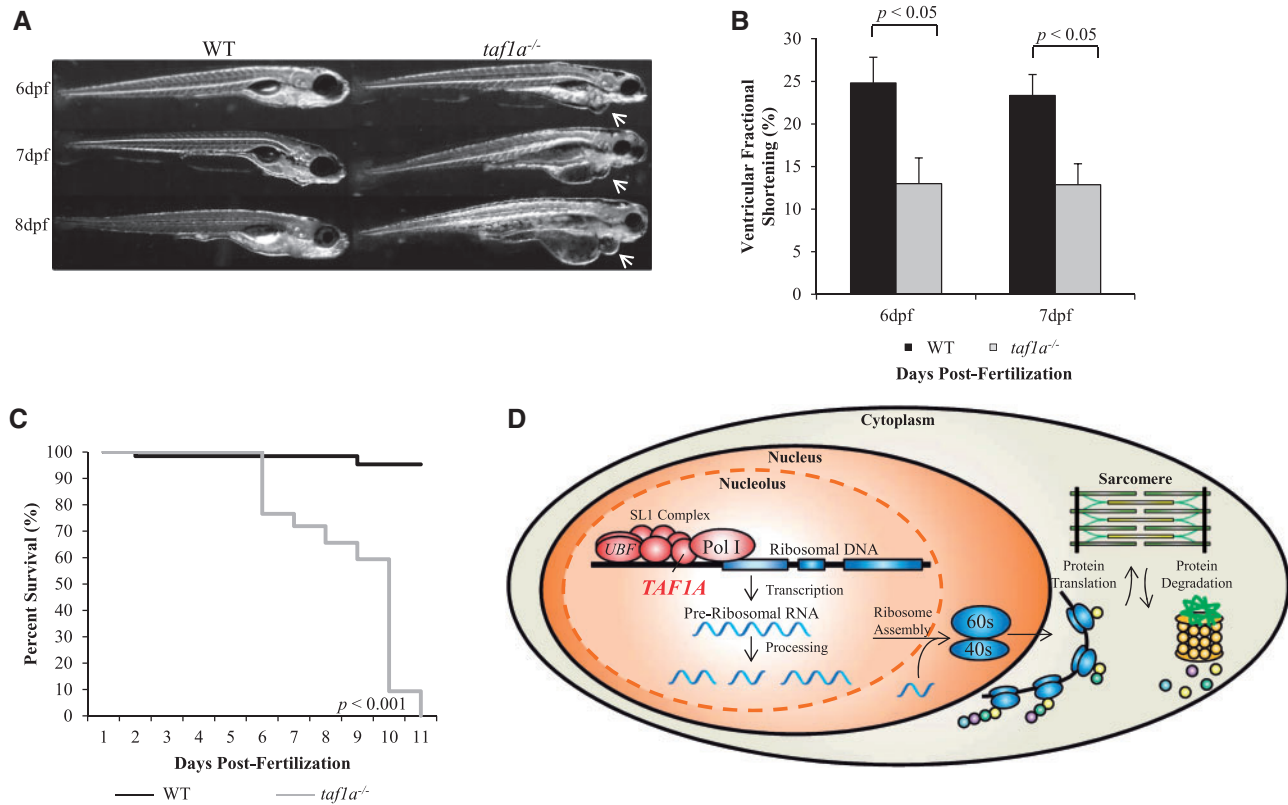 A
WT
taf1a-/-
6dpf
7dpf
8dpf
B
p < 0.05
p < 0.05
Ventricular Fractional
Shortening (%)
30
25
20
15
10
5
0
6dpf
7dpf
WT
taf1a-/-
Days Post-Fertilization
C
Percent Survival (%)
100
90
80
70
60
50
40
30
20
10
0
p < 0.001
1 2 3 4 5 6 7 8 9 10 11
Days Post-Fertilization
WT
taf1a-/-
D
Cytoplasm
Nucleus
Nucleolus
SL1 Complex
UBF
Pol I
Ribosomal DNA
TAF1A
Transcription
Pre-Ribosomal RNA
Processing
Ribosome
Assembly
60s
40s
Sarcomere
Protein
Translation
Protein
Degradation